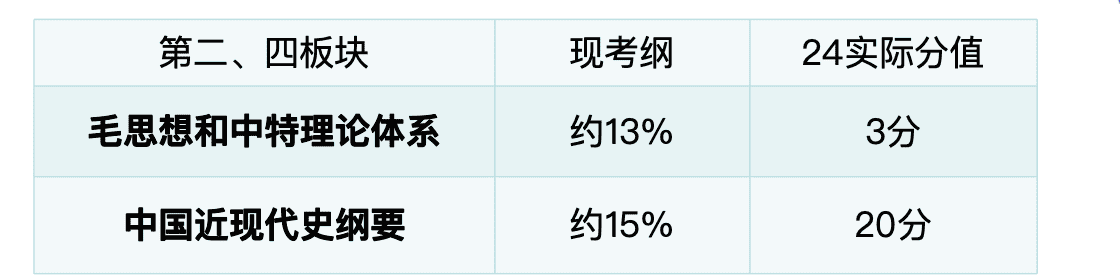 第二、四板块 现考纲 24实际分值
毛思想和中特理论体系 约13% 3分
中国近现代史纲要 约15% 20分